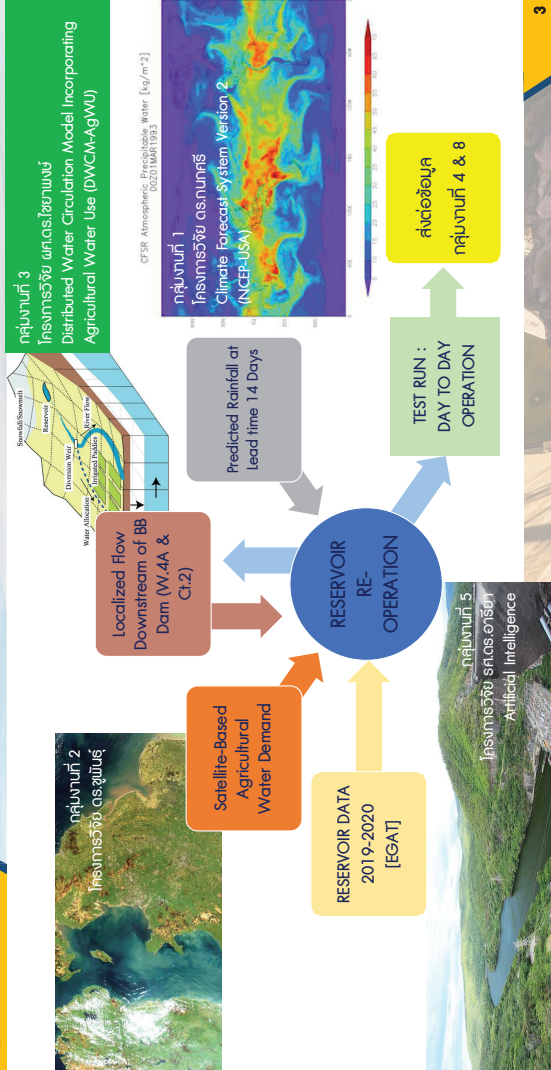 กลุ่มงานที่ 3
โครงการวิจัย ผศ.ดร.ไชยาพงษ์
Distributed Water Circulation Model Incorporating
Agricultural Water Use (DWCM-AgWU)
Snowfall/Snowmelt
Reservoir
River Flow
Diversion Weir
Irrigated Paddies
Water Allocation
CFSR Atmospheric Precipitable Water [kg/m^2]
00Z01MAR1993
กลุ่มงานที่ 1
โครงการวิจัย ดร.กนกศรี
Climate Forecast System Version 2
(NCEP-USA)
กลุ่มงานที่ 2
โครงการวิจัย ดร.ชูพันธุ์
Localized Flow
Downstream of BB
Dam (W.4A &
Ct.2)
Predicted Rainfall at
Lead time 14 Days
Satellite-Based
Agricultural
Water Demand
RESERVOIR
RE-
OPERATION
RESERVOIR DATA
2019-2020
[EGAT]
TEST RUN :
DAY TO DAY
OPERATION
ส่งต่อข้อมูล
กลุ่มงานที่ 4 & 8
กลุ่มงานที่ 5
โครงการวิจัย รศ.ดร.อารียา
Artificial Intelligence
3